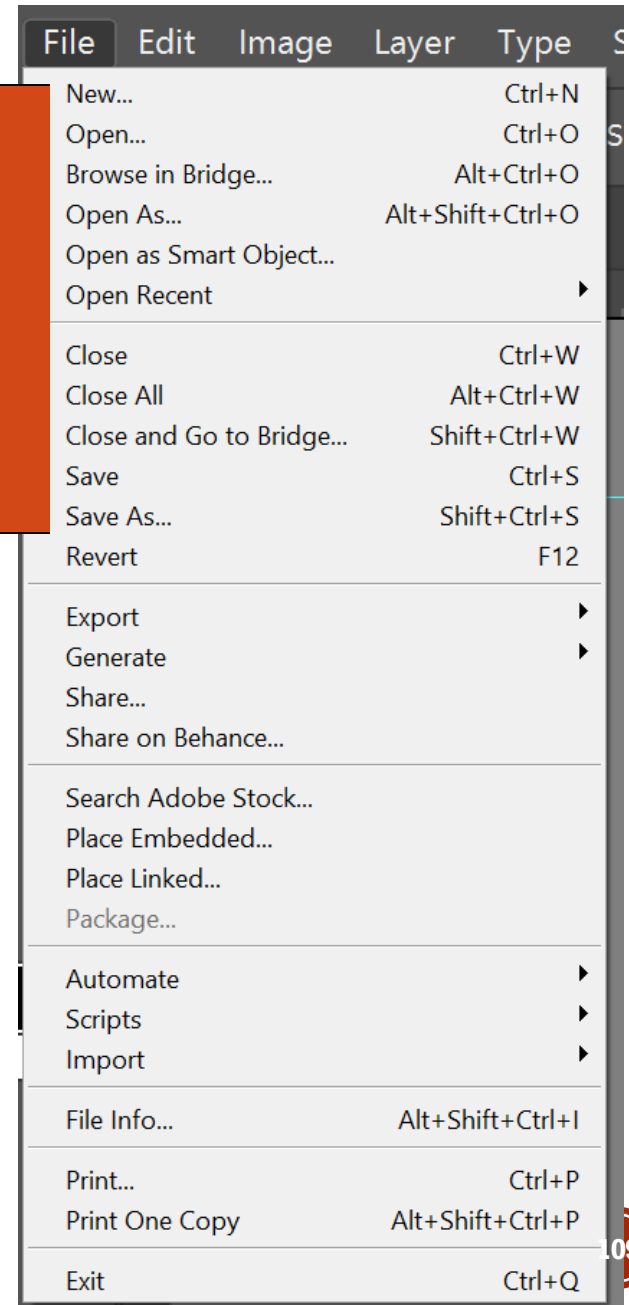 File Edit Image Layer Type S
New... Ctrl+N
Open... Ctrl+O
Browse in Bridge... Alt+Ctrl+O
Open As... Alt+Shift+Ctrl+O
Open as Smart Object...
Open Recent
Close Ctrl+W
Close All Alt+Ctrl+W
Close and Go to Bridge... Shift+Ctrl+W
Save Ctrl+S
Save As... Shift+Ctrl+S
Revert F12
Export
Generate
Share...
Share on Behance...
Search Adobe Stock...
Place Embedded...
Place Linked...
Package...
Automate
Scripts
Import
File Info... Alt+Shift+Ctrl+I
Print... Ctrl+P
Print One Copy Alt+Shift+Ctrl+P
Exit Ctrl+Q